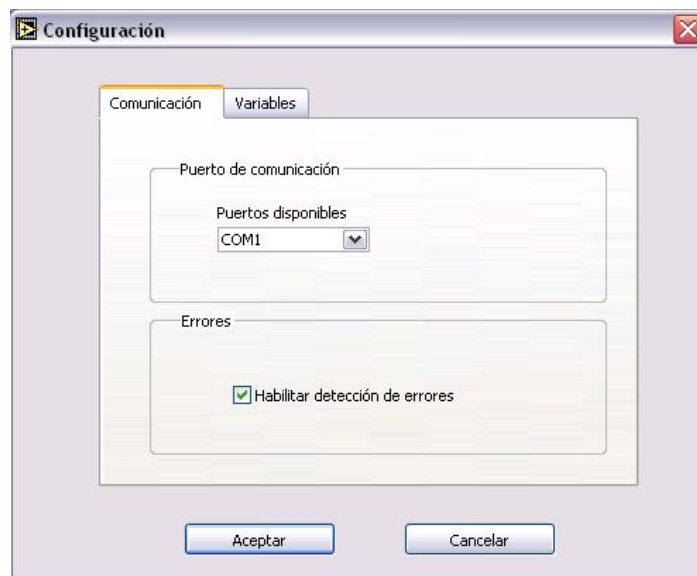 Configuración
Comunicación Variables
Puerto de comunicación
Puertos disponibles
COM1
Errores
Habilitar detección de errores
Aceptar Cancelar